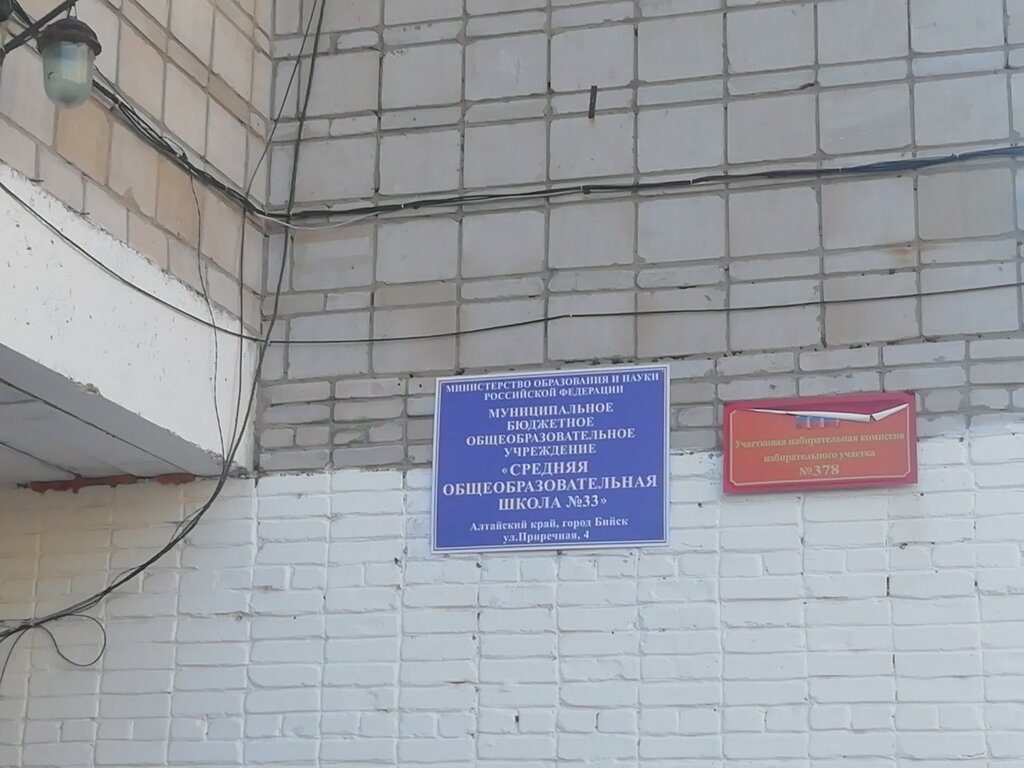 МИНИСТЕРСТВО ОБРАЗОВАНИЯ И НАУКИ
РОССИЙСКОЙ ФЕДЕРАЦИИ
МУНИЦИПАЛЬНОЕ
БЮДЖЕТНОЕ
ОБЩЕОБРАЗОВАТЕЛЬНОЕ
УЧРЕЖДЕНИЕ
«СРЕДНЯЯ
ОБЩЕОБРАЗОВАТЕЛЬНАЯ
ШКОЛА №33»
Алтайский край, город Бийск
ул.Приречная, 4
Участковая избирательная комиссия
избирательного участка
№378